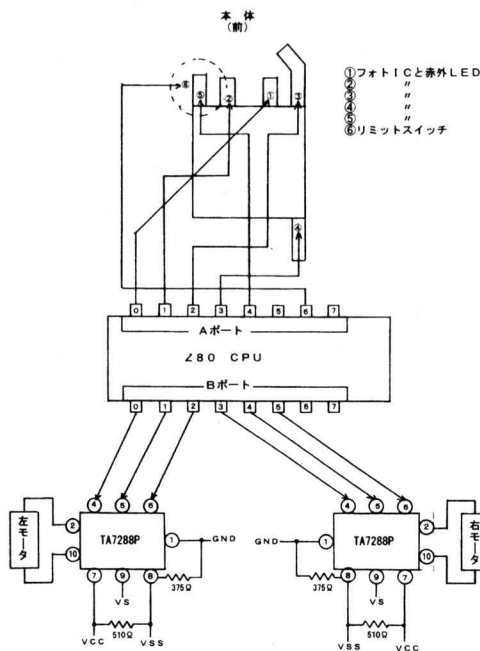 本体
(前)
①フォトICと赤外LED
② 〃
③ 〃
④ 〃
⑤ 〃
⑥リミットスイッチ
⑥ ⑤ ② ① ③
④
0 1 2 3 4 5 6 7
Aポート
Z80 CPU
Bポート
0 1 2 3 4 5 6 7
④ ⑤ ⑥
左モータ
②
⑩
TA7288P
①
GND
⑦ ⑨ ⑧
375Ω
VS
510Ω
VCC VSS
④ ⑤ ⑥
GND
①
TA7288P
②
⑩
右モータ
⑧ ⑨ ⑦
375Ω
VS
510Ω
VSS VCC